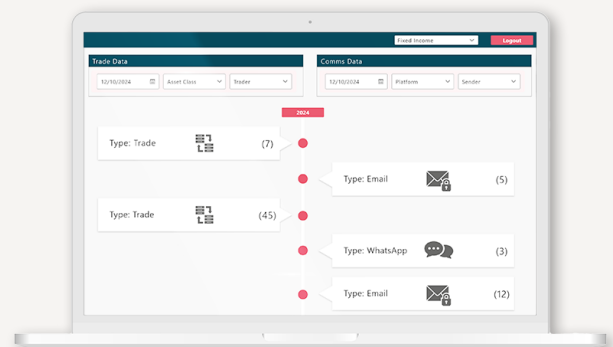 Fixed Income
Logout
Trade Data
Comms Data
12/10/2024
Asset Class
Trader
12/10/2024
Platform
Sender
2024
Type: Trade
(7)
Type: Email
(5)
Type: Trade
(45)
Type: WhatsApp
(3)
Type: Email
(12)